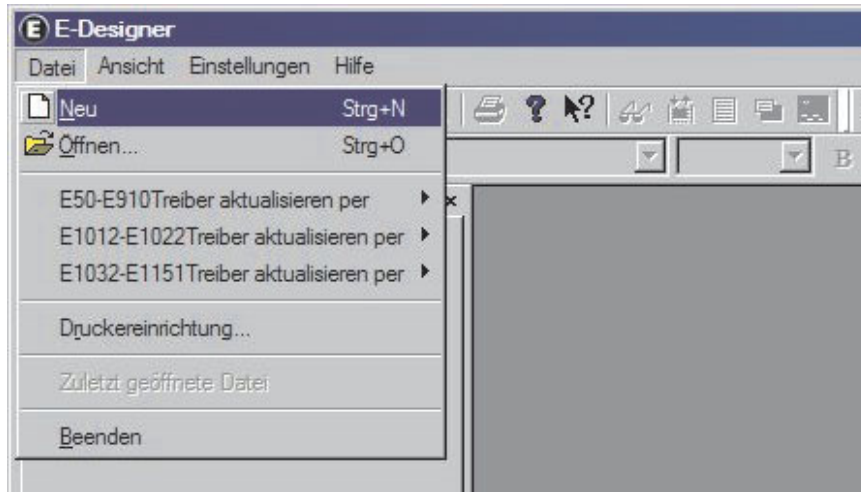 E E-Designer
Datei Ansicht Einstellungen Hilfe
Neu Strg+N
Öffnen... Strg+O
E50-E910Treiber aktualisieren per
E1012-E1022Treiber aktualisieren per
E1032-E1151Treiber aktualisieren per
Druckereinrichtung...
Zuletzt geöffnete Datei
Beenden
B